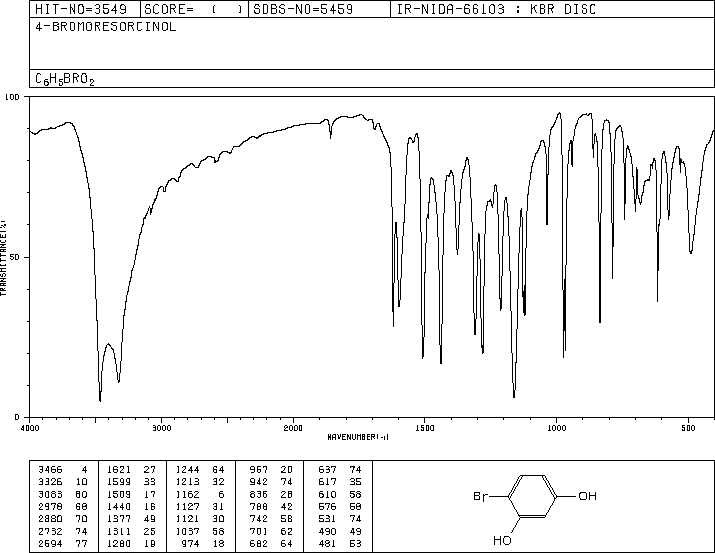 HIT-NO=3549 SCORE= ( ) SDBS-NO=5459 IR-NIDA-66103 : KBR DISC
4-BROMORESORCINOL
C6H5BRO2
100
50
0
TRANSMITTANCE(%)
4000 3000 2000 1500 1000 500
WAVENUMBER(-1)
3466 4 1621 27 1244 64 967 20 637 74
3326 10 1599 33 1213 32 942 74 617 35
3083 60 1509 17 1162 6 836 28 610 58
2978 68 1440 16 1127 31 788 42 576 58
2880 70 1377 49 1121 30 742 58 531 74
2732 74 1311 25 1037 58 701 62 490 49
2594 77 1280 19 974 18 682 64 481 53
Br
OH
HO